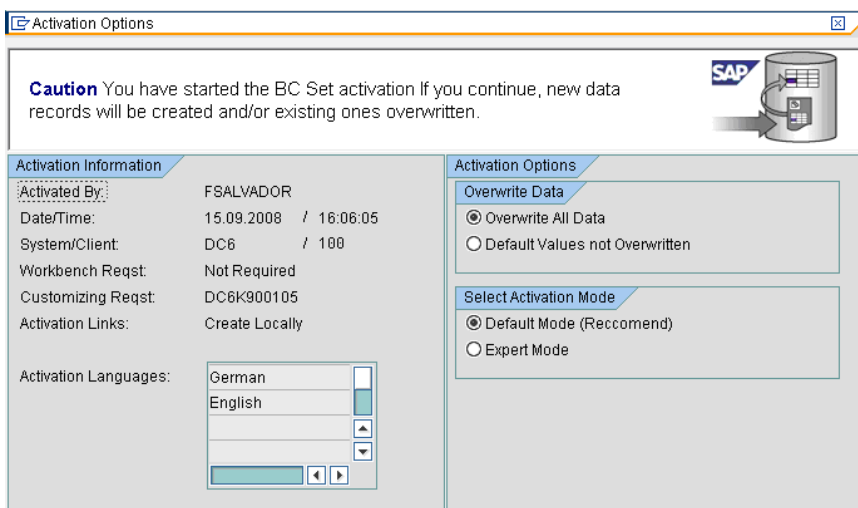 Activation Options
Caution You have started the BC Set activation If you continue, new data
records will be created and/or existing ones overwritten.
SAP
Activation Information
Activated By: FSALVADOR
Date/Time: 15.09.2008 / 16:06:05
System/Client: DC6 / 100
Workbench Reqst: Not Required
Customizing Reqst: DC6K900105
Activation Links: Create Locally
Activation Languages: German
English
Activation Options
Overwrite Data
Overwrite All Data
Default Values not Overwritten
Select Activation Mode
Default Mode (Reccomend)
Expert Mode